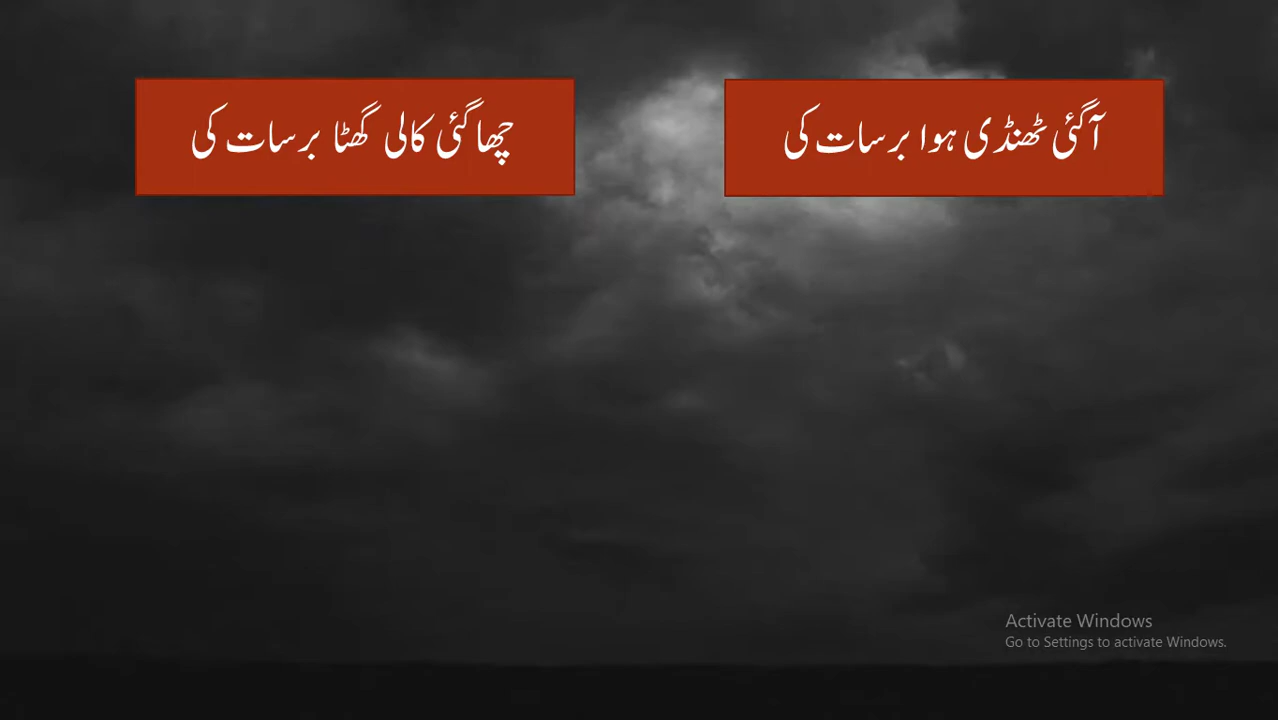 آگئی ٹھنڈی ہوا برسات کی
چھاگئی کالی گھٹا برسات کی
Activate Windows
Go to Settings to activate Windows.